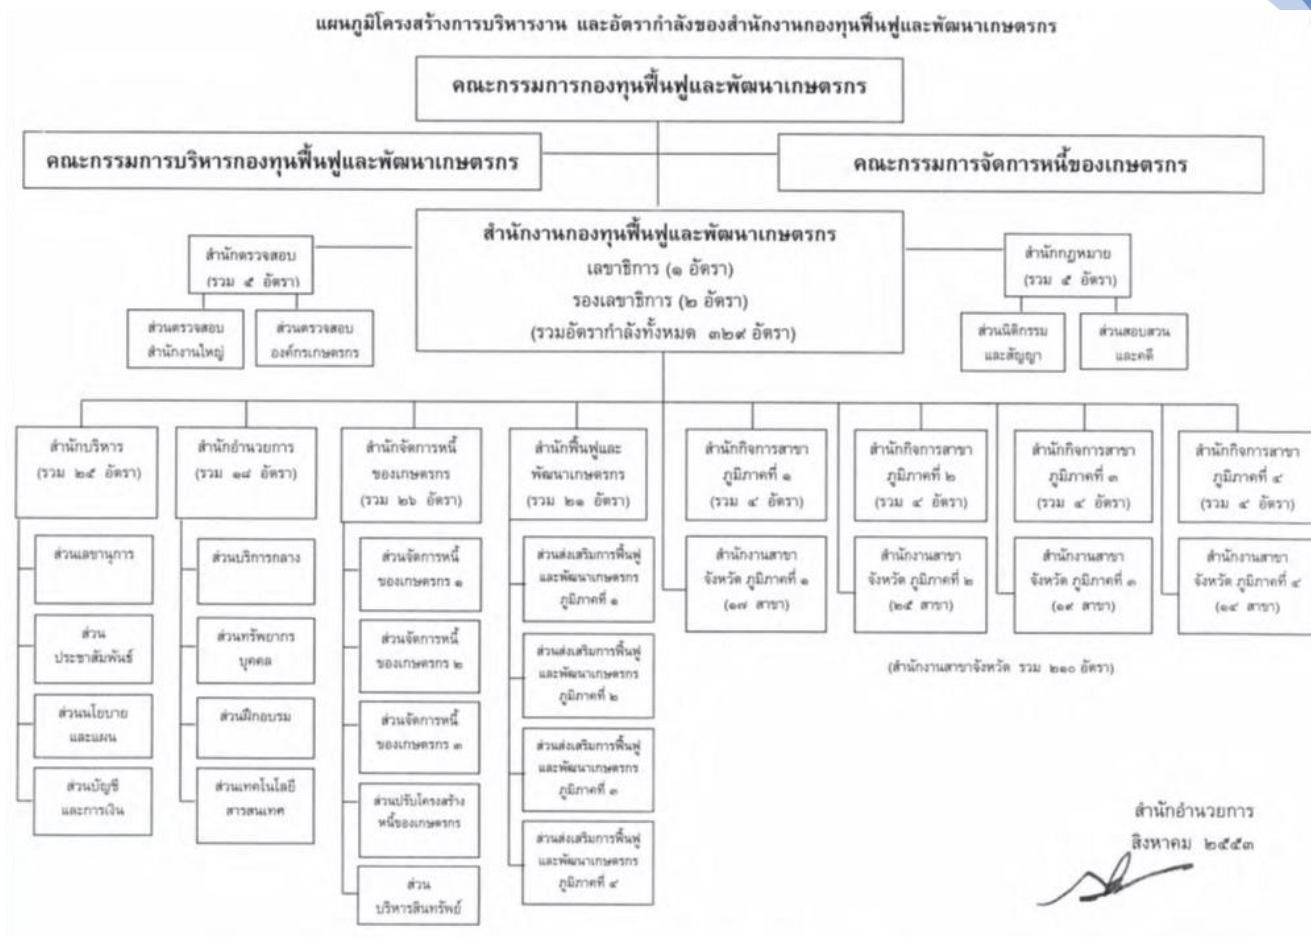 แผนภูมิโครงสร้างการบริหารงาน และอัตรากำลังของสำนักงานกองทุนฟื้นฟูและพัฒนาเกษตรกร
คณะกรรมการกองทุนฟื้นฟูและพัฒนาเกษตรกร
คณะกรรมการบริหารกองทุนฟื้นฟูและพัฒนาเกษตรกร
คณะกรรมการจัดการหนี้ของเกษตรกร
สำนักงานกองทุนฟื้นฟูและพัฒนาเกษตรกร
เลขาธิการ (๑ อัตรา)
รองเลขาธิการ (๒ อัตรา)
(รวมอัตรากำลังทั้งหมด ๓๒๙ อัตรา)
สำนักตรวจสอบ
(รวม ๕ อัตรา)
ส่วนตรวจสอบ
สำนักงานใหญ่
ส่วนตรวจสอบ
องค์กรเกษตรกร
สำนักกฎหมาย
(รวม ๕ อัตรา)
ส่วนนิติกรรม
และสัญญา
ส่วนสอบสวน
และคดี
สำนักบริหาร
(รวม ๒๕ อัตรา)
ส่วนเลขานุการ
ส่วน
ประชาสัมพันธ์
ส่วนนโยบาย
และแผน
ส่วนบัญชี
และการเงิน
สำนักอำนวยการ
(รวม ๑๘ อัตรา)
ส่วนบริการกลาง
ส่วนทรัพยากร
บุคคล
ส่วนฝึกอบรม
ส่วนเทคโนโลยี
สารสนเทศ
สำนักจัดการหนี้
ของเกษตรกร
(รวม ๒๖ อัตรา)
ส่วนจัดการหนี้
ของเกษตรกร ๑
ส่วนจัดการหนี้
ของเกษตรกร ๒
ส่วนจัดการหนี้
ของเกษตรกร ๓
ส่วนปรับโครงสร้าง
หนี้ของเกษตรกร
ส่วน
บริหารสินทรัพย์
สำนักฟื้นฟูและ
พัฒนาเกษตรกร
(รวม ๒๑ อัตรา)
ส่วนส่งเสริมการฟื้นฟู
และพัฒนาเกษตรกร
ภูมิภาคที่ ๑
ส่วนส่งเสริมการฟื้นฟู
และพัฒนาเกษตรกร
ภูมิภาคที่ ๒
ส่วนส่งเสริมการฟื้นฟู
และพัฒนาเกษตรกร
ภูมิภาคที่ ๓
ส่วนส่งเสริมการฟื้นฟู
และพัฒนาเกษตรกร
ภูมิภาคที่ ๔
สำนักกิจการสาขา
ภูมิภาคที่ ๑
(รวม ๔ อัตรา)
สำนักงานสาขา
จังหวัด ภูมิภาคที่ ๑
(๑๗ สาขา)
สำนักกิจการสาขา
ภูมิภาคที่ ๒
(รวม ๔ อัตรา)
สำนักงานสาขา
จังหวัด ภูมิภาคที่ ๒
(๒๕ สาขา)
สำนักกิจการสาขา
ภูมิภาคที่ ๓
(รวม ๔ อัตรา)
สำนักงานสาขา
จังหวัด ภูมิภาคที่ ๓
(๑๙ สาขา)
สำนักกิจการสาขา
ภูมิภาคที่ ๔
(รวม ๔ อัตรา)
สำนักงานสาขา
จังหวัด ภูมิภาคที่ ๔
(๑๔ สาขา)
(สำนักงานสาขาจังหวัด รวม ๒๑๐ อัตรา)
สำนักอำนวยการ
สิงหาคม ๒๕๕๓